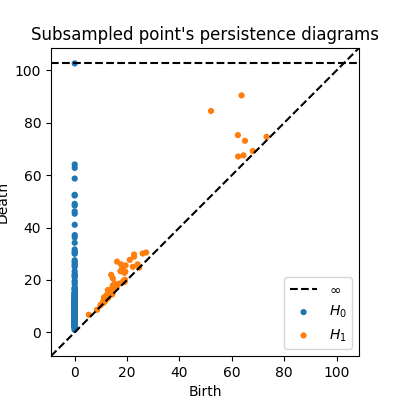 Subsampled point's persistence diagrams
100
80
60
40
20
0
Death
0 20 40 60 80 100
Birth
∞
H₀
H₁